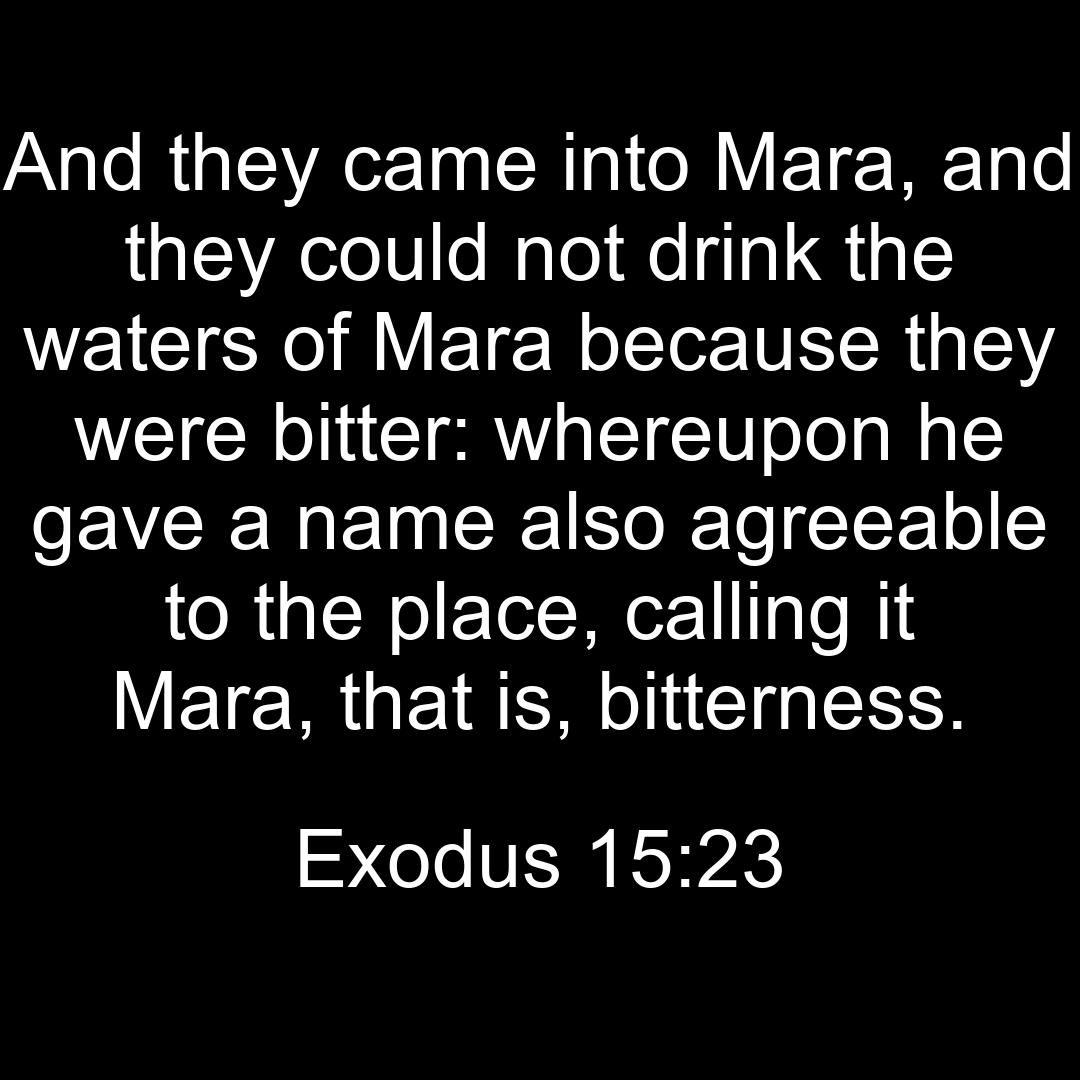 And they came into Mara, and
they could not drink the
waters of Mara because they
were bitter: whereupon he
gave a name also agreeable
to the place, calling it
Mara, that is, bitterness.
Exodus 15:23